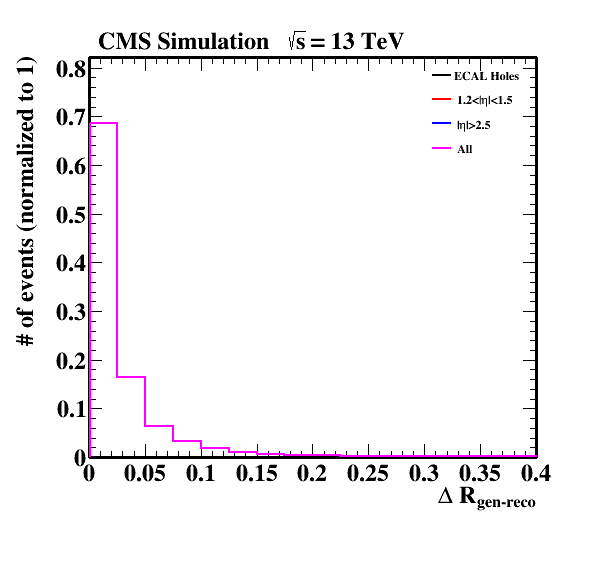 CMS Simulation √s = 13 TeV
# of events (normalized to 1)
0.8
0.7
0.6
0.5
0.4
0.3
0.2
0.1
0
ECAL Holes
1.2<|η|<1.5
|η|>2.5
All
0 0.05 0.1 0.15 0.2 0.25 0.3 0.35 0.4
Δ R gen-reco